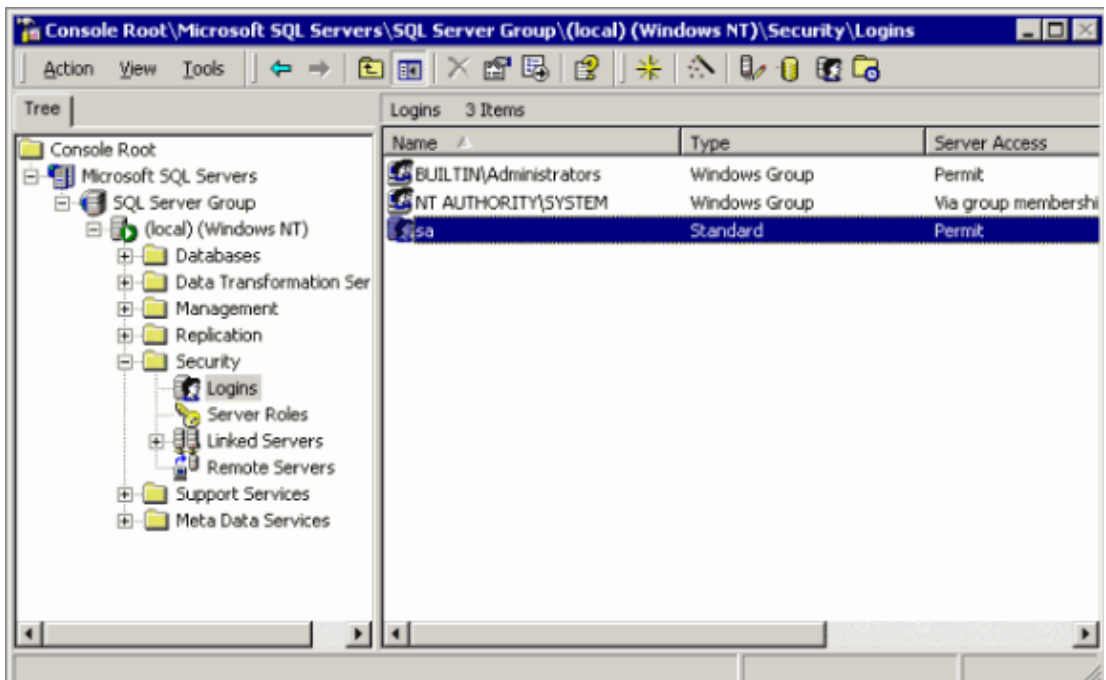 Console Root\Microsoft SQL Servers\SQL Server Group\(local) (Windows NT)\Security\Logins
Action View Tools
Tree
Logins 3 Items
Console Root
Microsoft SQL Servers
SQL Server Group
(local) (Windows NT)
Databases
Data Transformation Ser
Management
Replication
Security
Logins
Server Roles
Linked Servers
Remote Servers
Support Services
Meta Data Services
Name Type Server Access
BUILTIN\Administrators Windows Group Permit
NT AUTHORITY\SYSTEM Windows Group Via group membershi
sa Standard Permit